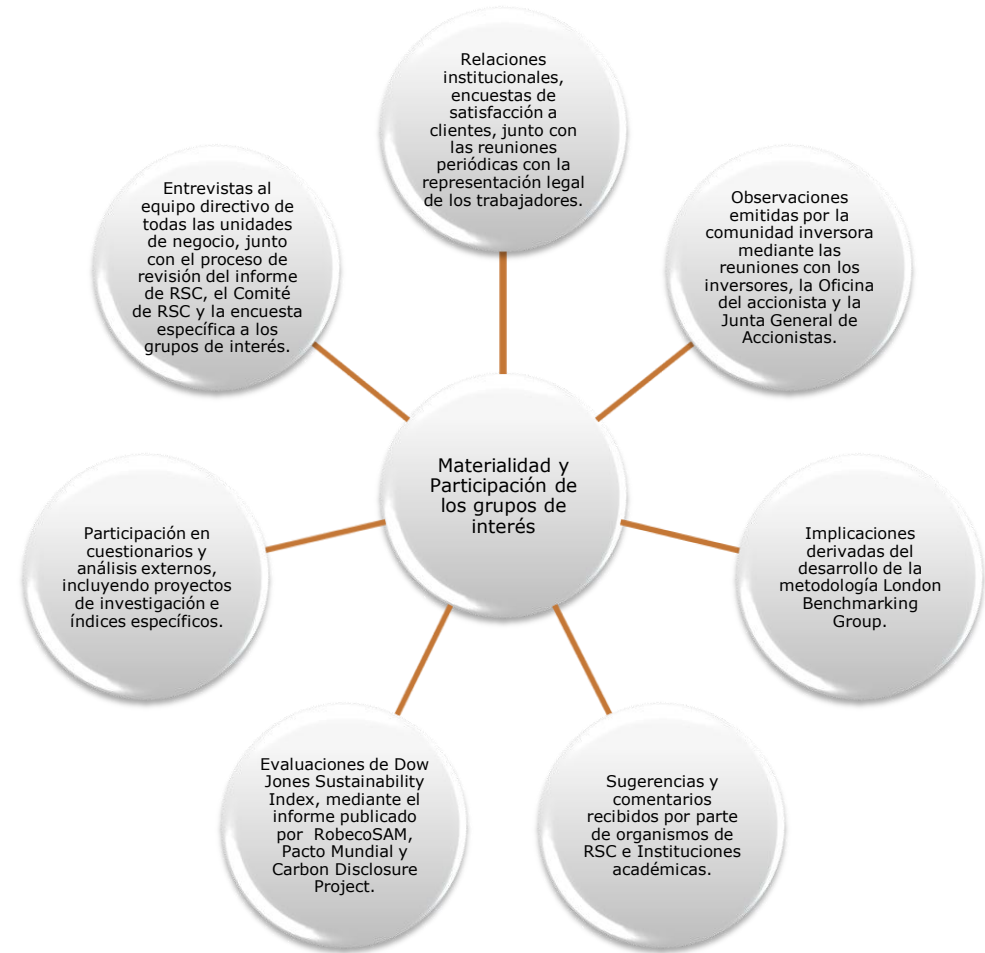 Relaciones
institucionales,
encuestas de
satisfacción a
clientes, junto con
las reuniones
periódicas con la
representación legal
de los trabajadores.
Observaciones
emitidas por la
comunidad inversora
mediante las
reuniones con los
inversores, la Oficina
del accionista y la
Junta General de
Accionistas.
Implicaciones
derivadas del
desarrollo de la
metodología London
Benchmarking
Group.
Sugerencias y
comentarios
recibidos por parte
de organismos de
RSC e Instituciones
académicas.
Evaluaciones de Dow
Jones Sustainability
Index, mediante el
informe publicado
por RobecoSAM,
Pacto Mundial y
Carbon Disclosure
Project.
Participación en
cuestionarios y
análisis externos,
incluyendo proyectos
de investigación e
índices específicos.
Entrevistas al
equipo directivo de
todas las unidades
de negocio, junto
con el proceso de
revisión del informe
de RSC, el Comité
de RSC y la encuesta
específica a los
grupos de interés.
Materialidad y
Participación de
los grupos de
interés